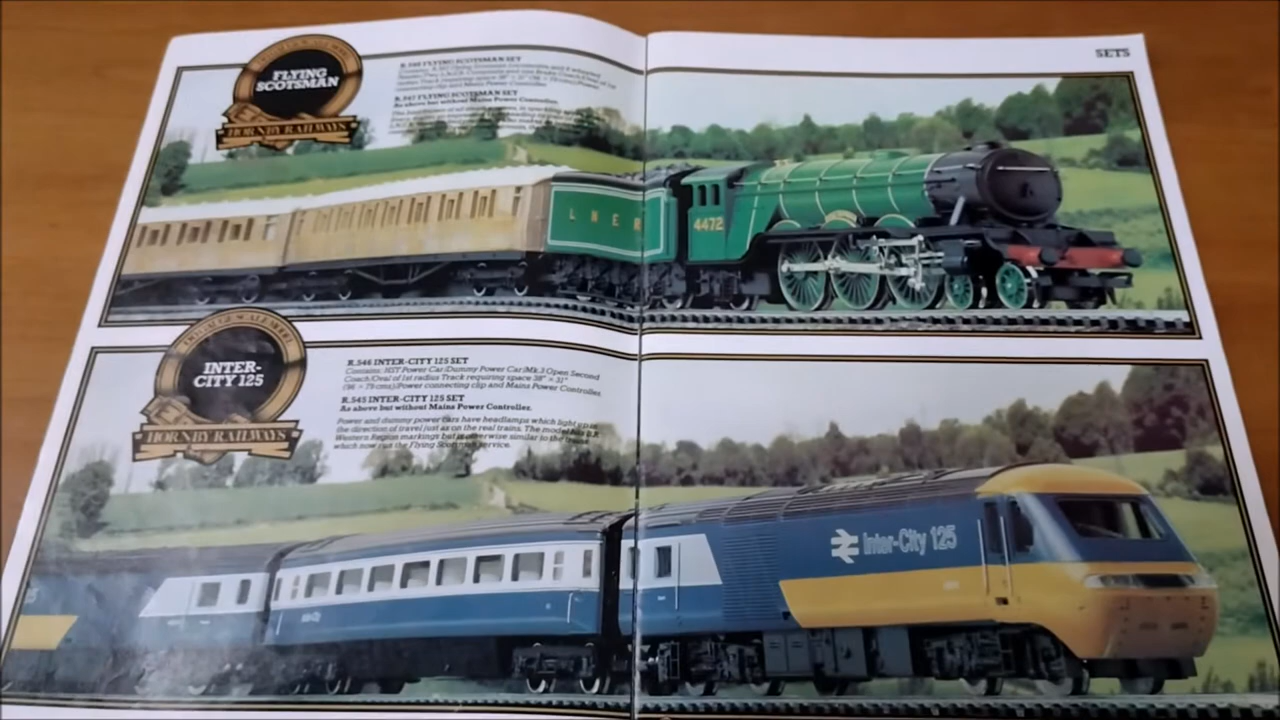 SETS
FLYING
SCOTSMAN
HORNBY RAILWAYS
FLYING SCOTSMAN SET
R.547 FLYING SCOTSMAN SET
As above but without Mains Power Controller.
LNER
4472
INTER-
CITY 125
HORNBY RAILWAYS
R.546 INTER-CITY 125 SET
Contains: HST Power Car/Dummy Power Car/Mk.3 Open Second
Coach/Oval of 1st radius Track requiring space 38" × 31"
(96 × 79 cms)/Power connecting clip and Mains Power Controller.
R.545 INTER-CITY 125 SET
As above but without Mains Power Controller.
Power and dummy power cars have headlamps which light up in
the direction of travel just as on the real trains. The model has B.R.
Western Region markings but is otherwise similar to the trains
which now run the Flying Scotsman service.
Inter-City 125